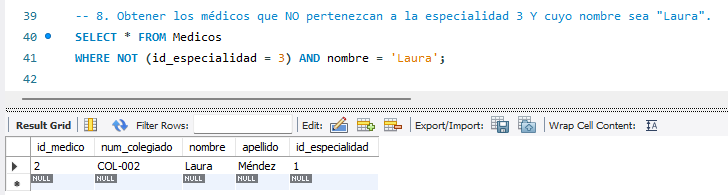 39 -- 8. Obtener los médicos que NO pertenezcan a la especialidad 3 Y cuyo nombre sea "Laura".
40 SELECT * FROM Medicos
41 WHERE NOT (id_especialidad = 3) AND nombre = 'Laura';
42
Result Grid Filter Rows: Edit: Export/Import: Wrap Cell Content:
id_medico num_colegiado nombre apellido id_especialidad
2 COL-002 Laura Méndez 1
NULL NULL NULL NULL NULL